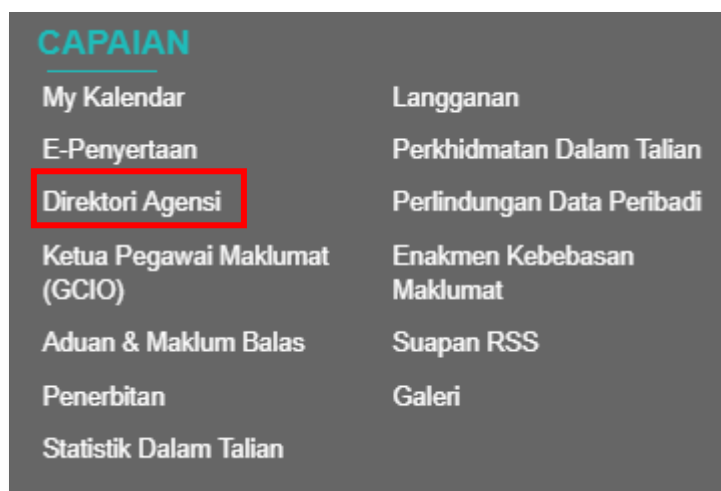 CAPAIAN
My Kalendar
E-Penyertaan
Direktori Agensi
Ketua Pegawai Maklumat
(GCIO)
Aduan & Maklum Balas
Penerbitan
Statistik Dalam Talian
Langganan
Perkhidmatan Dalam Talian
Perlindungan Data Peribadi
Enakmen Kebebasan
Maklumat
Suapan RSS
Galeri